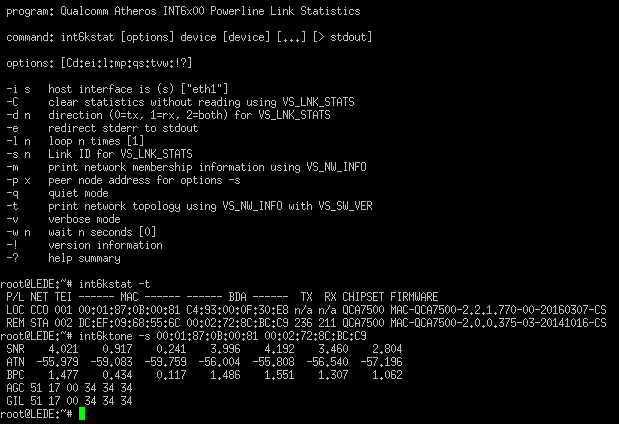 program: Qualcomm Atheros INT6x00 Powerline Link Statistics
command: int6kstat [options] device [device] [...] [> stdout]
options: [Cd:ei:l:mp:qs:tvw:!?]
-i s   host interface is (s) ["eth1"]
-C     clear statistics without reading using VS_LNK_STATS
-d n   direction (0=tx, 1=rx, 2=both) for VS_LNK_STATS
-e     redirect stderr to stdout
-l n   loop n times [1]
-s n   Link ID for VS_LNK_STATS
-m     print network membership information using VS_NW_INFO
-p x   peer node address for options -s
-q     quiet mode
-t     print network topology using VS_NW_INFO with VS_SW_VER
-v     verbose mode
-w n   wait n seconds [0]
-!     version information
-?     help summary
root@LEDE:~# int6kstat -t
P/L NET TEI ------ MAC ------ ------ BDA ------  TX  RX CHIPSET FIRMWARE
LOC CCO 001 00:01:87:0B:00:81 C4:93:00:0F:30:E8 n/a n/a QCA7500 MAC-QCA7500-2.2.1.770-00-20160307-CS
REM STA 002 DC:EF:09:68:55:6C 00:02:72:8C:BC:C9 236 211 QCA7500 MAC-QCA7500-2.0.0.375-03-20141016-CS
root@LEDE:~# int6ktone -s 00:01:87:0B:00:81 00:02:72:8C:BC:C9
SNR    4.021    0.917    0.241    3.996    4.192    3.460    2.804
ATN  -55.979  -59.083  -59.759  -56.004  -55.808  -56.540  -57.196
BPC    1.477    0.434    0.117    1.486    1.551    1.307    1.062
AGC 51 17 00 34 34 34
GIL 51 17 00 34 34 34
root@LEDE:~#